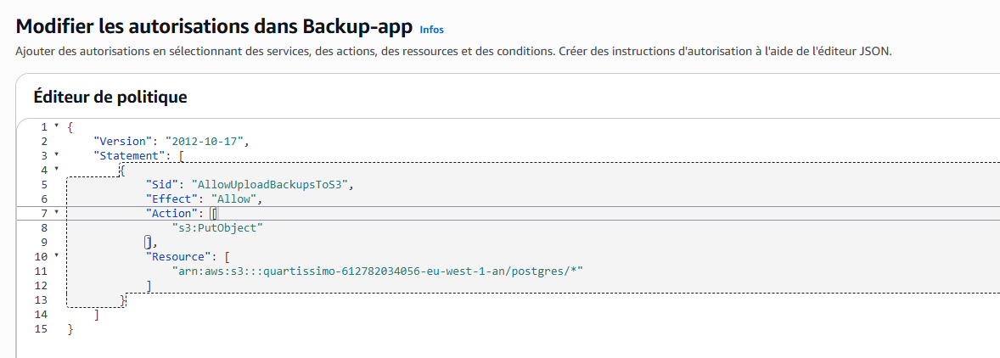 Modifier les autorisations dans Backup-app Infos
Ajouter des autorisations en sélectionnant des services, des actions, des ressources et des conditions. Créer des instructions d'autorisation à l'aide de l'éditeur JSON.
Éditeur de politique
1 {
2 "Version": "2012-10-17",
3 "Statement": [
4 {
5 "Sid": "AllowUploadBackupsToS3",
6 "Effect": "Allow",
7 "Action": [
8 "s3:PutObject"
9 ],
10 "Resource": [
11 "arn:aws:s3:::quartissimo-612782034056-eu-west-1-an/postgres/*"
12 ]
13 }
14 ]
15 }